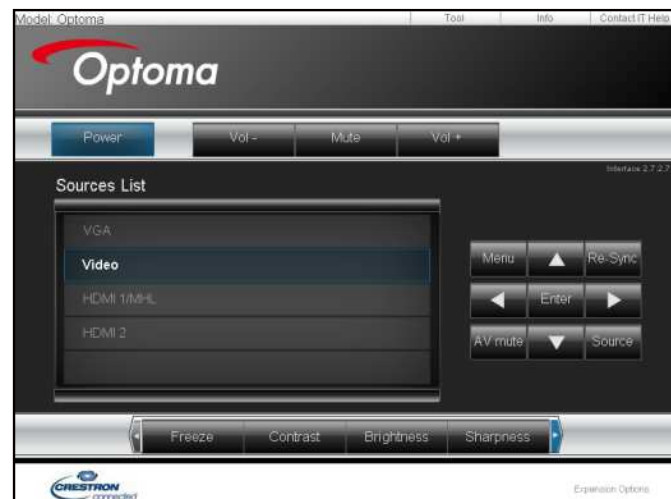 Model: Optoma
Tool
Info
Contact IT Help
Optoma
Power
Vol -
Mute
Vol +
Interface 2.7.2.7
Sources List
VGA
Video
HDMI 1/MHL
HDMI 2
Menu
Re-Sync
Enter
AV mute
Source
Freeze
Contrast
Brightness
Sharpness
CRESTRON
connected
Expansion Options